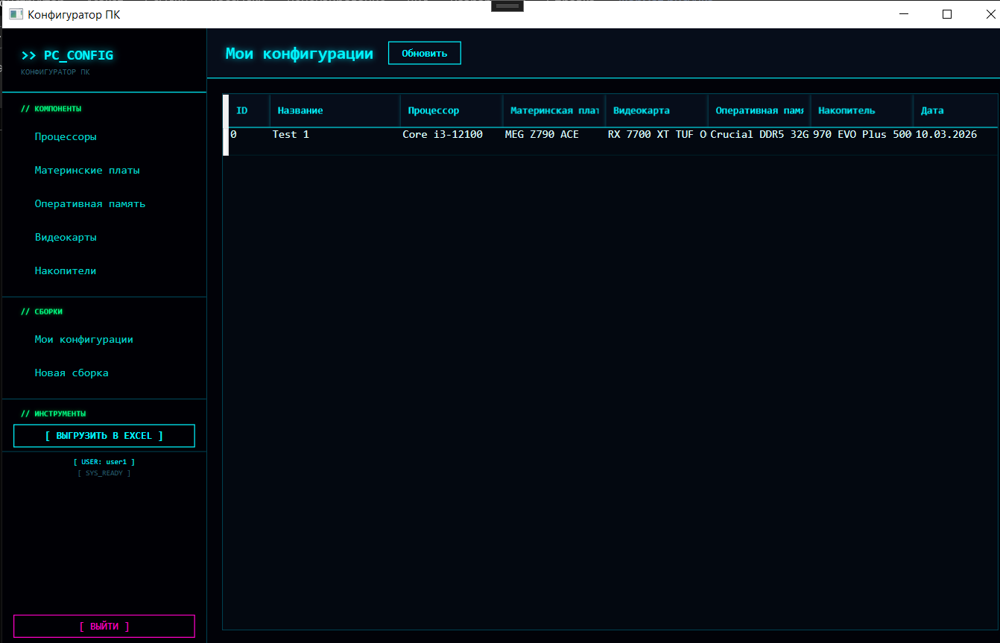 Конфигуратор ПК
>> PC_CONFIG
КОНФИГУРАТОР ПК
// КОМПОНЕНТЫ
Процессоры
Материнские платы
Оперативная память
Видеокарты
Накопители
// СБОРКИ
Мои конфигурации
Новая сборка
// ИНСТРУМЕНТЫ
[ ВЫГРУЗИТЬ В EXCEL ]
[ USER: user1 ]
[ SYS_READY ]
[ ВЫЙТИ ]
Мои конфигурации Обновить
ID Название Процессор Материнская плат Видеокарта Оперативная памя Накопитель Дата
0 Test 1 Core i3-12100 MEG Z790 ACE RX 7700 XT TUF O Crucial DDR5 32G 970 EVO Plus 500 10.03.2026